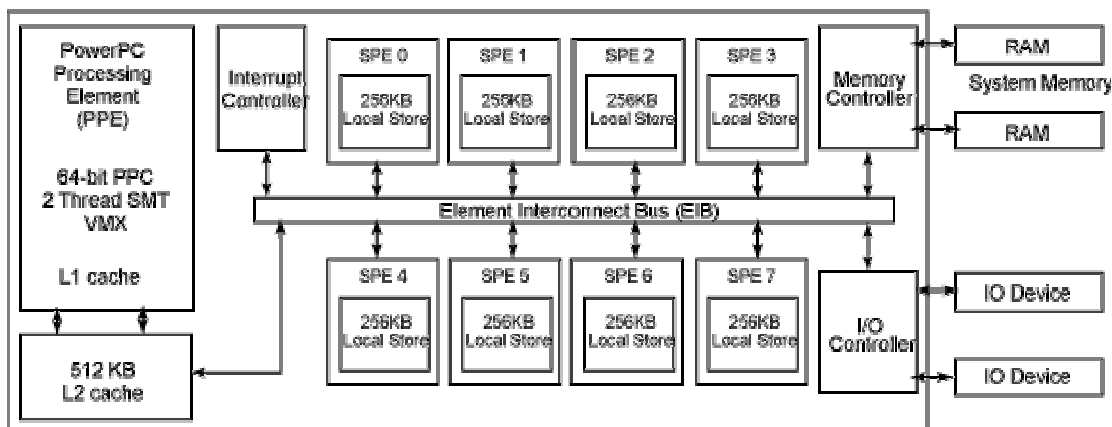 PowerPC
Processing
Element
(PPE)
64-bit PPC
2 Thread SMT
VMX
L1 cache
512 KB
L2 cache
Interrupt
Controller
SPE 0
256KB
Local Store
SPE 1
256KB
Local Store
SPE 2
256KB
Local Store
SPE 3
256KB
Local Store
Memory
Controller
RAM
System Memory
RAM
Element Interconnect Bus (EIB)
SPE 4
256KB
Local Store
SPE 5
256KB
Local Store
SPE 6
256KB
Local Store
SPE 7
256KB
Local Store
I/O
Controller
IO Device
IO Device